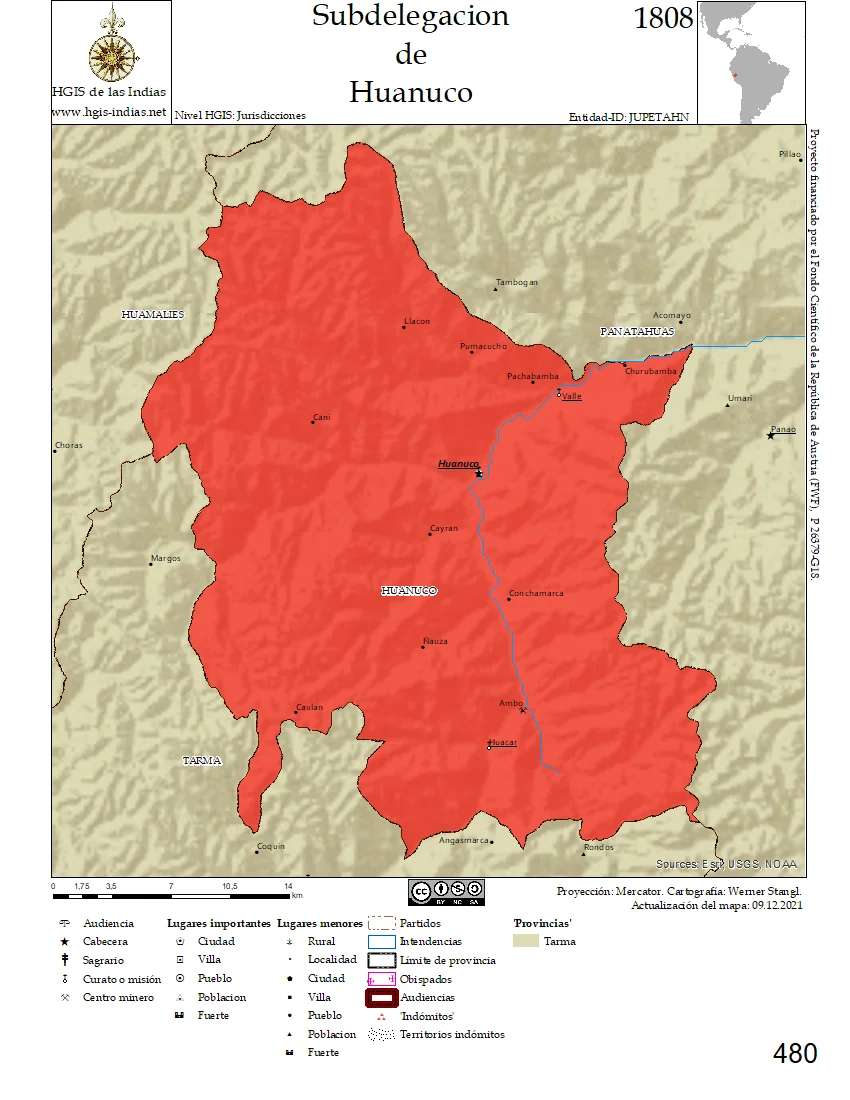 Subdelegacion
de
Huanuco
1808
HGIS de las Indias
www.hgis-indias.net
Nivel HGIS: Jurisdicciones
Entidad-ID: JUPETAHN
Proyecto financiado por el Fondo Científico de la República de Austria (FWF), P 26379-G18.
Pillao
Tambogan
HUAMALIES
Acomayo
Llacon
PANATAHUAS
Pumacucho
Pachabamba
Churubamba
Valle
Umari
Cani
Panao
Choras
Huanuco
Cayran
Margos
HUANUCO
Conchamarca
Ñauza
Caulan
Ambo
Huacar
TARMA
Coquin
Angasmarca
Rondos
Sources: Esri, USGS, NOAA
0 1,75 3,5 7 10,5 14
km
CC BY NC SA
Proyección: Mercator. Cartografía: Werner Stangl.
Actualización del mapa: 09.12.2021
Audiencia
Cabecera
Sagrario
Curato o misión
Centro minero
Lugares importantes
Ciudad
Villa
Pueblo
Poblacion
Fuerte
Lugares menores
Rural
Localidad
Ciudad
Villa
Pueblo
Poblacion
Fuerte
Partidos
Intendencias
Límite de provincia
Obispados
Audiencias
'Indómitos'
Territorios indómitos
'Provincias'
Tarma
480